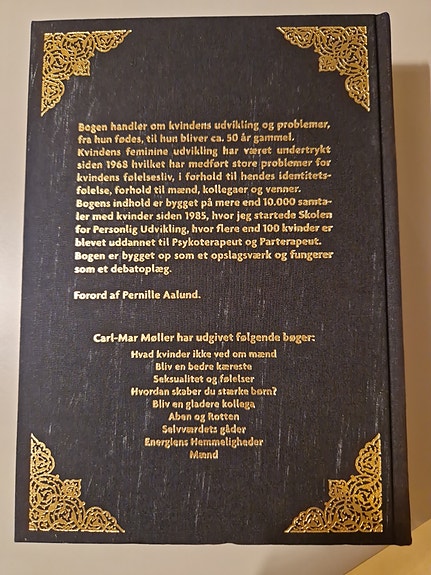 Bogen handler om kvindens udvikling og problemer,
fra hun fødes, til hun bliver ca. 50 år gammel.
Kvindens feminine udvikling har været undertrykt
siden 1968 hvilket har medført store problemer for
kvindens følelsesliv, i forhold til hendes identitets-
følelse, forhold til mænd, kollegaer og venner.
Bogens indhold er bygget på mere end 10.000 samta-
ler med kvinder siden 1985, hvor jeg startede Skolen
for Personlig Udvikling, hvor flere end 100 kvinder er
blevet uddannet til Psykoterapeut og Parterapeut.
Bogen er bygget op som et opslagsværk og fungerer
som et debatoplæg.
Forord af Pernille Aalund.
Carl-Mar Møller har udgivet følgende bøger:
Hvad kvinder ikke ved om mænd
Bliv en bedre kæreste
Seksualitet og følelser
Hvordan skaber du stærke børn?
Bliv en gladere kollega
Aben og Rotten
Selvværdets gåder
Energiens Hemmeligheder
Mænd